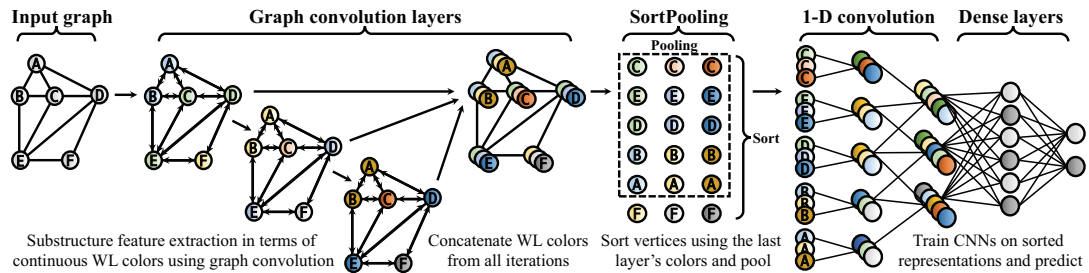 Input graph
Graph convolution layers
SortPooling
1-D convolution
Dense layers
A
B C D
E F
A
B C D
E F
A
B C D
E F
A
B C D
E F
A
B C D
E F
Pooling
C C C
E E E
D D D
B B B
A A A
F F F
Sort
C
C
C
E
E
E
D
D
D
B
B
B
A
A
A
Substructure feature extraction in terms of
continuous WL colors using graph convolution
Concatenate WL colors
from all iterations
Sort vertices using the last
layer's colors and pool
Train CNNs on sorted
representations and predict